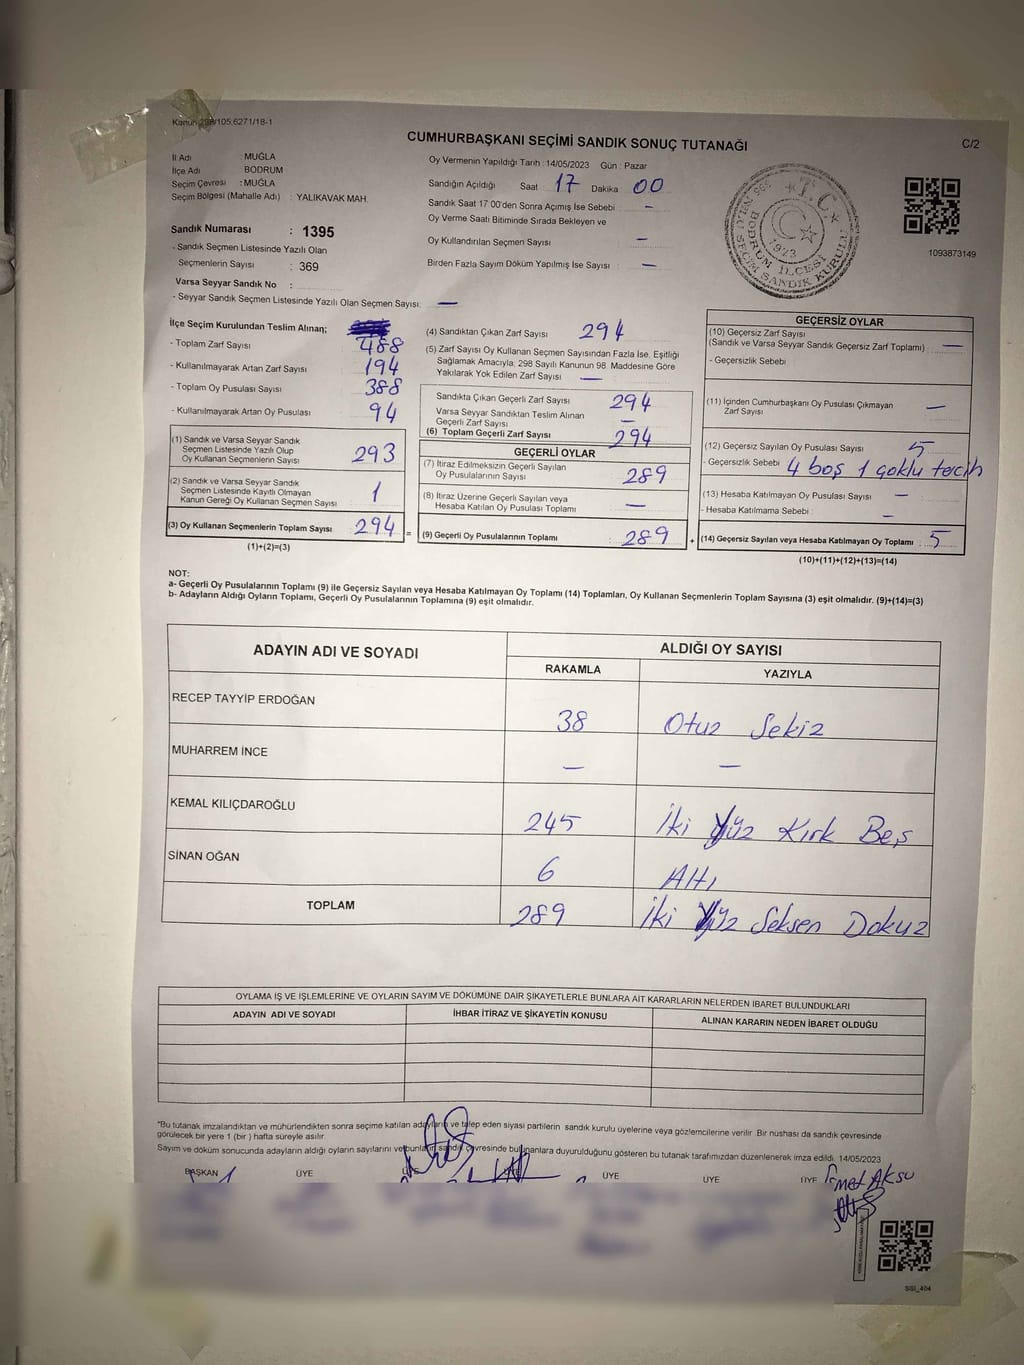 Kanun 298/105,6271/18-1
CUMHURBAŞKANI SEÇİMİ SANDIK SONUÇ TUTANAĞI
C/2
İl Adı : MUĞLA
İlçe Adı BODRUM
Seçim Çevresi : MUĞLA
Seçim Bölgesi (Mahalle Adı) : YALIKAVAK MAH.
Sandık Numarası : 1395
- Sandık Seçmen Listesinde Yazılı Olan
Seçmenlerin Sayısı : 369
Varsa Seyyar Sandık No :
- Seyyar Sandık Seçmen Listesinde Yazılı Olan Seçmen Sayısı: —
Oy Vermenin Yapıldığı Tarih : 14/05/2023 Gün : Pazar
Sandığın Açıldığı Saat 17 Dakika 00
Sandık Saat 17 00'den Sonra Açılmış İse Sebebi —
Oy Verme Saati Bitiminde Sırada Bekleyen ve
Oy Kullandırılan Seçmen Sayısı —
Birden Fazla Sayım Döküm Yapılmış İse Sayısı : —
T.C.
1923
BODRUM İLÇESİ
NO'LU SEÇİM SANDIK KURULU
1093873149
İlçe Seçim Kurulundan Teslim Alınan;
- Toplam Zarf Sayısı 488
- Kullanılmayarak Artan Zarf Sayısı 194
- Toplam Oy Pusulası Sayısı 388
- Kullanılmayarak Artan Oy Pusulası 94
(1) Sandık ve Varsa Seyyar Sandık
Seçmen Listesinde Yazılı Olup
Oy Kullanan Seçmenlerin Sayısı 293
(2) Sandık ve Varsa Seyyar Sandık
Seçmen Listesinde Kayıtlı Olmayan
Kanun Gereği Oy Kullanan Seçmen Sayısı 1
(3) Oy Kullanan Seçmenlerin Toplam Sayısı 294 =
(1)+(2)=(3)
(4) Sandıktan Çıkan Zarf Sayısı 294
(5) Zarf Sayısı Oy Kullanan Seçmen Sayısından Fazla İse, Eşitliği
Sağlamak Amacıyla; 298 Sayılı Kanunun 98. Maddesine Göre
Yakılarak Yok Edilen Zarf Sayısı —
Sandıkta Çıkan Geçerli Zarf Sayısı 294
Varsa Seyyar Sandıktan Teslim Alınan
Geçerli Zarf Sayısı —
(6) Toplam Geçerli Zarf Sayısı 294
GEÇERLİ OYLAR
(7) İtiraz Edilmeksizin Geçerli Sayılan
Oy Pusulalarının Sayısı 289
(8) İtiraz Üzerine Geçerli Sayılan veya
Hesaba Katılan Oy Pusulası Toplamı —
(9) Geçerli Oy Pusulalarının Toplamı : 289 +
GEÇERSİZ OYLAR
(10) Geçersiz Zarf Sayısı
(Sandık ve Varsa Seyyar Sandık Geçersiz Zarf Toplamı) —
- Geçersizlik Sebebi :
(11) İçinden Cumhurbaşkanı Oy Pusulası Çıkmayan
Zarf Sayısı —
(12) Geçersiz Sayılan Oy Pusulası Sayısı 5
- Geçersizlik Sebebi : 4 boş 1 çoklu tercih
(13) Hesaba Katılmayan Oy Pusulası Sayısı —
- Hesaba Katılmama Sebebi : —
(14) Geçersiz Sayılan veya Hesaba Katılmayan Oy Toplamı : 5
(10)+(11)+(12)+(13)=(14)
NOT:
a- Geçerli Oy Pusulalarının Toplamı (9) ile Geçersiz Sayılan veya Hesaba Katılmayan Oy Toplamı (14) Toplamları, Oy Kullanan Seçmenlerin Toplam Sayısına (3) eşit olmalıdır. (9)+(14)=(3)
b- Adayların Aldığı Oyların Toplamı, Geçerli Oy Pusulalarının Toplamına (9) eşit olmalıdır.
ADAYIN ADI VE SOYADI
ALDIĞI OY SAYISI
RAKAMLA
YAZIYLA
RECEP TAYYİP ERDOĞAN 38 Otuz Sekiz
MUHARREM İNCE — —
KEMAL KILIÇDAROĞLU 245 İki Yüz Kırk Beş
SİNAN OĞAN 6 Altı
TOPLAM 289 İki Yüz Seksen Dokuz
OYLAMA İŞ VE İŞLEMLERİNE VE OYLARIN SAYIM VE DÖKÜMÜNE DAİR ŞİKAYETLERLE BUNLARA AİT KARARLARIN NELERDEN İBARET BULUNDUKLARI
ADAYIN ADI VE SOYADI
İHBAR İTİRAZ VE ŞİKAYETİN KONUSU
ALINAN KARARIN NEDEN İBARET OLDUĞU
*Bu tutanak imzalandıktan ve mühürlendikten sonra seçime katılan adayların ve talep eden siyasi partilerin sandık kurulu üyelerine veya gözlemcilerine verilir. Bir nüshası da sandık çevresinde
görülecek bir yere 1 (bir) hafta süreyle asılır.
Sayım ve döküm sonucunda adayların aldığı oyların sayılarını ve bunların sandık çevresinde bulunanlara duyurulduğunu gösteren bu tutanak tarafımızdan düzenlenerek imza edildi. 14/05/2023
BAŞKAN ÜYE ÜYE ÜYE ÜYE ÜYE ÜYE
AKSU
SSI_404